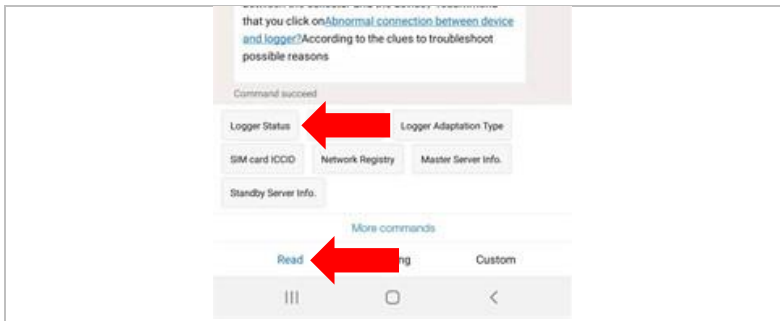 that you click onAbnormal connection between device
and logger?According to the clues to troubleshoot
possible reasons
Command succeed
Logger Status Logger Adaptation Type
SIM card ICCID Network Registry Master Server Info.
Standby Server Info.
More commands
Read ng Custom